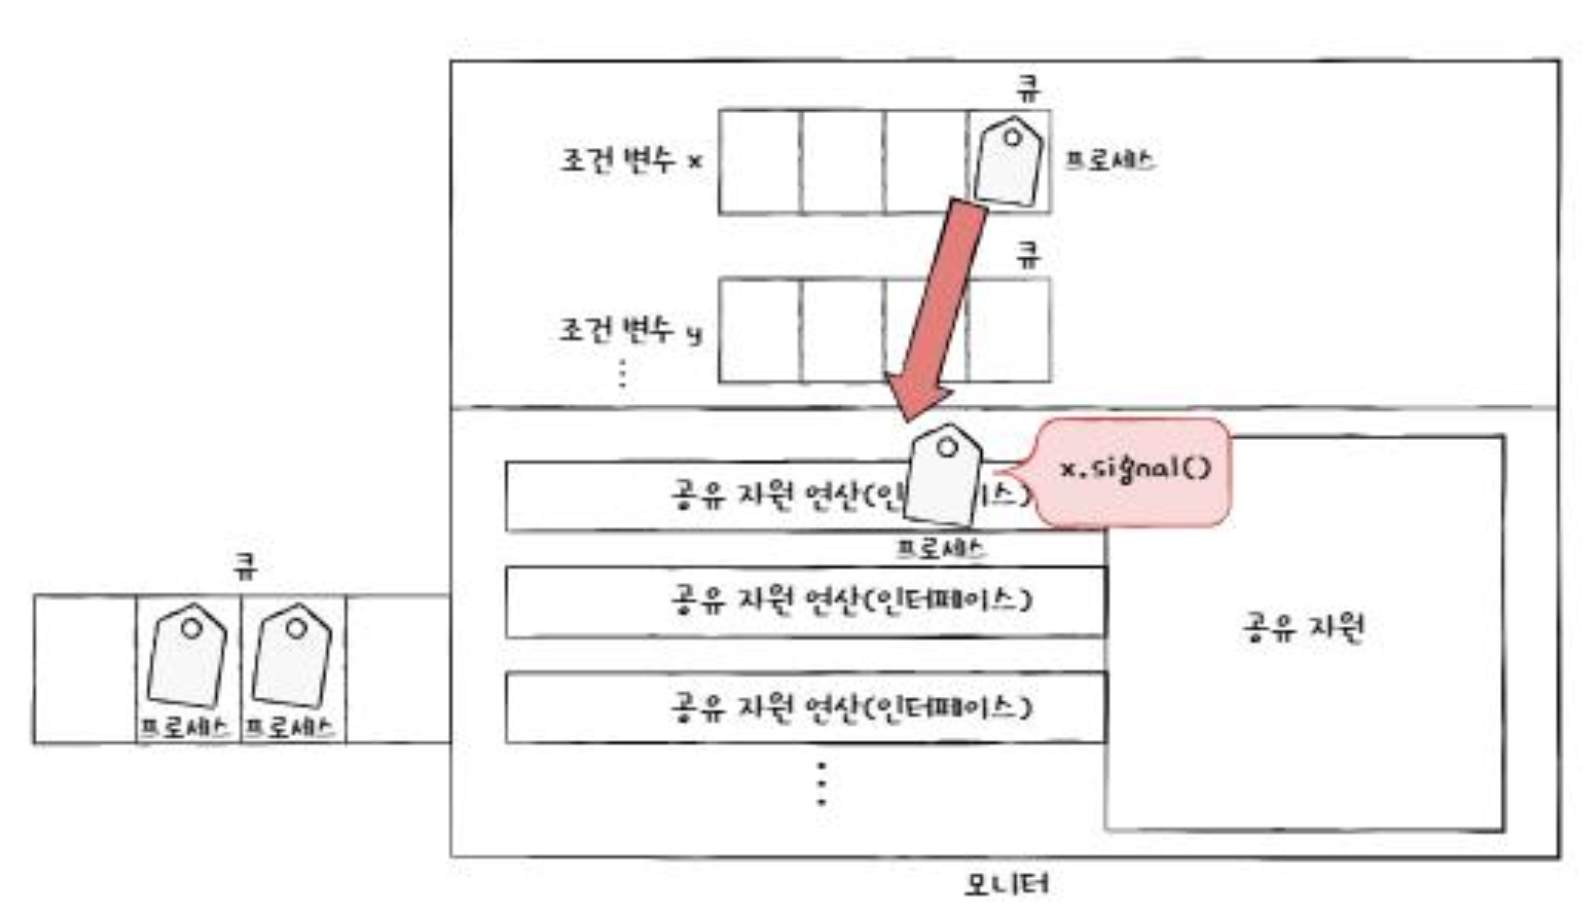 큐
조건 변수 x
프로세스
큐
조건 변수 y
x.signal()
공유 자원 연산(인 스)
프로세스
큐
공유 자원 연산(인터페이스)
공유 자원
프로세스 프로세스
공유 자원 연산(인터페이스)
모니터